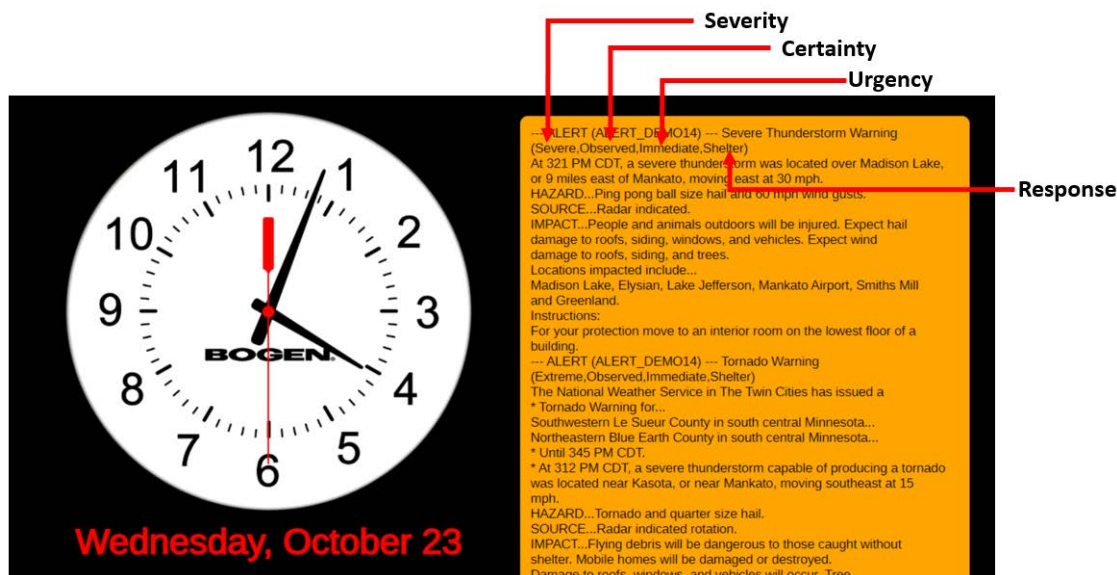 Severity
Certainty
Urgency
Response
12
1
2
3
4
5
6
7
8
9
10
11
BOGEN
Wednesday, October 23
--- ALERT (ALERT_DEMO14) --- Severe Thunderstorm Warning
(Severe,Observed,Immediate,Shelter)
At 321 PM CDT, a severe thunderstorm was located over Madison Lake,
or 9 miles east of Mankato, moving east at 30 mph.
HAZARD...Ping pong ball size hail and 60 mph wind gusts.
SOURCE...Radar indicated.
IMPACT...People and animals outdoors will be injured. Expect hail
damage to roofs, siding, windows, and vehicles. Expect wind
damage to roofs, siding, and trees.
Locations impacted include...
Madison Lake, Elysian, Lake Jefferson, Mankato Airport, Smiths Mill
and Greenland.
Instructions:
For your protection move to an interior room on the lowest floor of a
building.
--- ALERT (ALERT_DEMO14) --- Tornado Warning
(Extreme,Observed,Immediate,Shelter)
The National Weather Service in The Twin Cities has issued a
* Tornado Warning for...
Southwestern Le Sueur County in south central Minnesota...
Northeastern Blue Earth County in south central Minnesota...
* Until 345 PM CDT.
* At 312 PM CDT, a severe thunderstorm capable of producing a tornado
was located near Kasota, or near Mankato, moving southeast at 15
mph.
HAZARD...Tornado and quarter size hail.
SOURCE...Radar indicated rotation.
IMPACT...Flying debris will be dangerous to those caught without
shelter. Mobile homes will be damaged or destroyed.
Damage to roofs, windows, and vehicles will occur. Tree